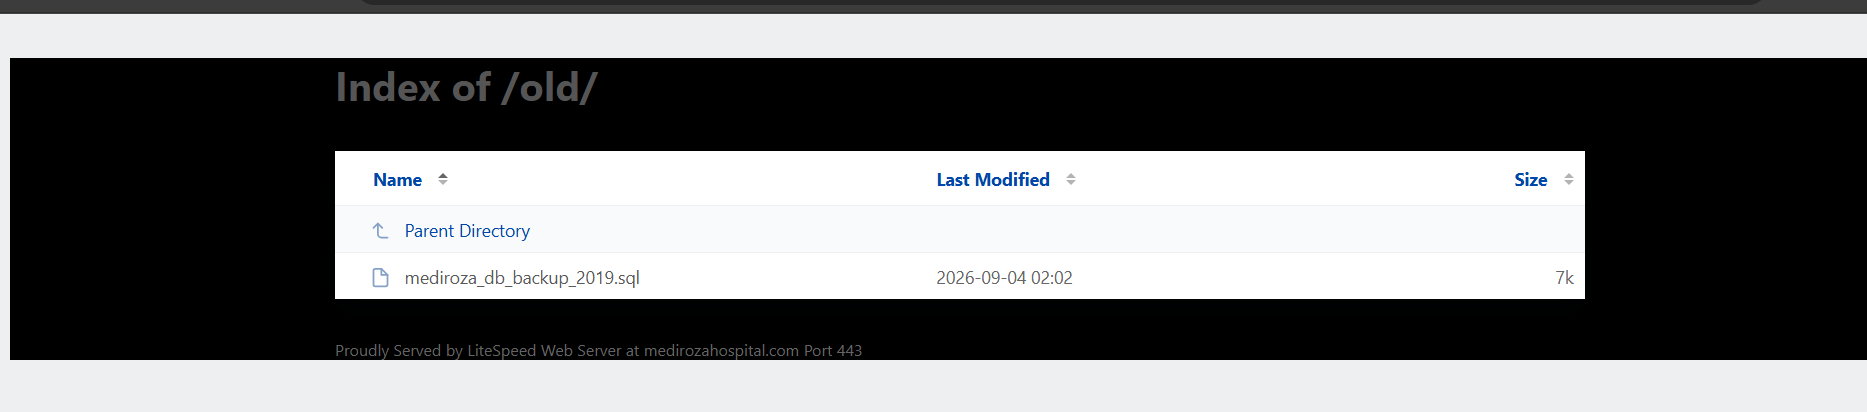 Index of /old/
Name Last Modified Size
Parent Directory
mediroza_db_backup_2019.sql 2026-09-04 02:02 7k
Proudly Served by LiteSpeed Web Server at medirozahospital.com Port 443